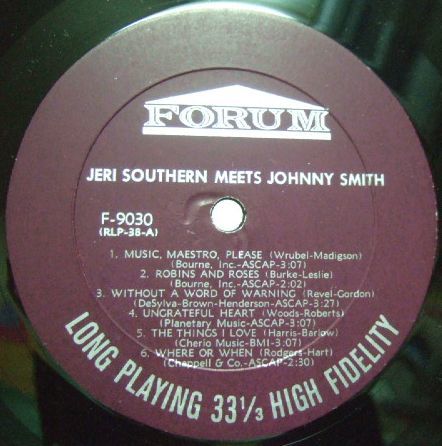 FORUM
JERI SOUTHERN MEETS JOHNNY SMITH
F-9030
(RLP-38-A)
1. MUSIC, MAESTRO, PLEASE (Wrubel-Madigson)
(Bourne, Inc.-ASCAP-3:07)
2. ROBINS AND ROSES (Burke-Leslie)
(Bourne, Inc.-ASCAP-2:02)
3. WITHOUT A WORD OF WARNING (Revel-Gordon)
(DeSylva-Brown-Henderson-ASCAP-3:27)
4. UNGRATEFUL HEART (Woods-Roberts)
(Planetary Music-ASCAP-3:07)
5. THE THINGS I LOVE (Harris-Barlow)
(Cherio Music-BMI-3:07)
6. WHERE OR WHEN (Rodgers-Hart)
(Chappell & Co.-ASCAP-2:30)
LONG PLAYING 33 1/3 HIGH FIDELITY